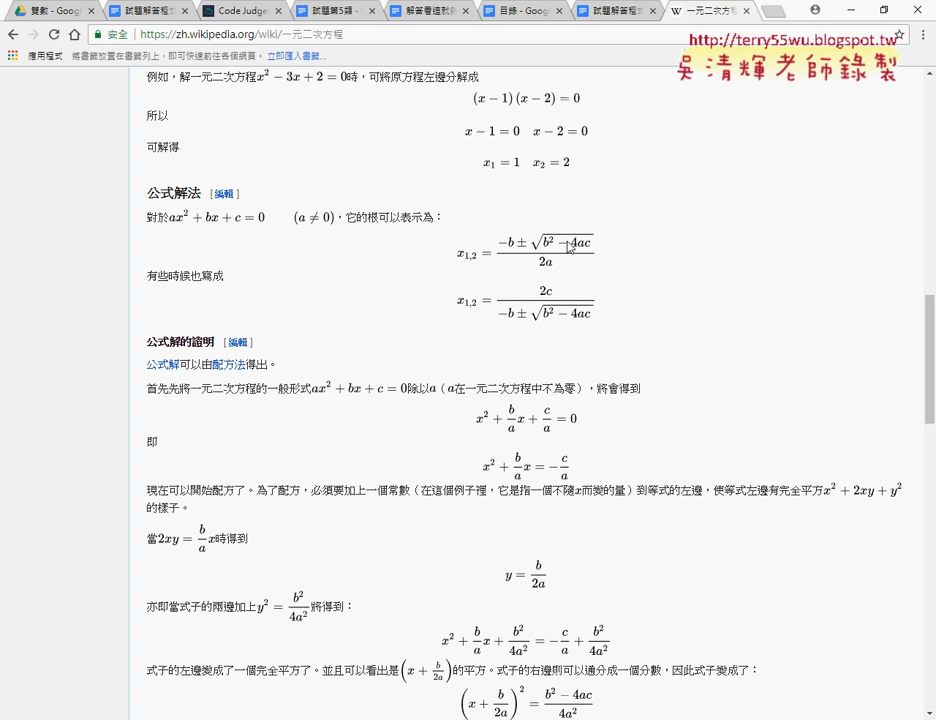 雙數 - Googl
試題解答程式
Code Judge
試題第5類 -
解答看這就夠
目錄 - Googl
試題解答程式
一元二次方程
安全 | https://zh.wikipedia.org/wiki/一元二次方程
應用程式 將書籤放置在書籤列上，即可快速前往各個網頁。 立即匯入書籤...
http://terry55wu.blogspot.tw
吳清輝老師錄製
例如，解一元二次方程x² − 3x + 2 = 0時，可將原方程左邊分解成
(x − 1)(x − 2) = 0
所以
x − 1 = 0 x − 2 = 0
可解得
x₁ = 1 x₂ = 2
公式解法 [編輯]
對於ax² + bx + c = 0 (a ≠ 0)，它的根可以表示為：
x₁,₂ = (−b ± √(b² − 4ac)) / 2a
有些時候也寫成
x₁,₂ = 2c / (−b ± √(b² − 4ac))
公式解的證明 [編輯]
公式解可以由配方法得出。
首先先將一元二次方程的一般形式ax² + bx + c = 0除以a（a在一元二次方程中不為零），將會得到
x² + b/a x + c/a = 0
即
x² + b/a x = − c/a
現在可以開始配方了。為了配方，必須要加上一個常數（在這個例子裡，它是指一個不隨x而變的量）到等式的左邊，使等式左邊有完全平方x² + 2xy + y²
的樣子。
當2xy = b/a x時得到
y = b/2a
亦即當式子的兩邊加上y² = b²/4a² 將得到：
x² + b/a x + b²/4a² = − c/a + b²/4a²
式子的左邊變成了一個完全平方了。並且可以看出是(x + b/2a)的平方。式子的右邊則可以通分成一個分數，因此式子變成了：
(x + b/2a)² = (b² − 4ac)/4a²